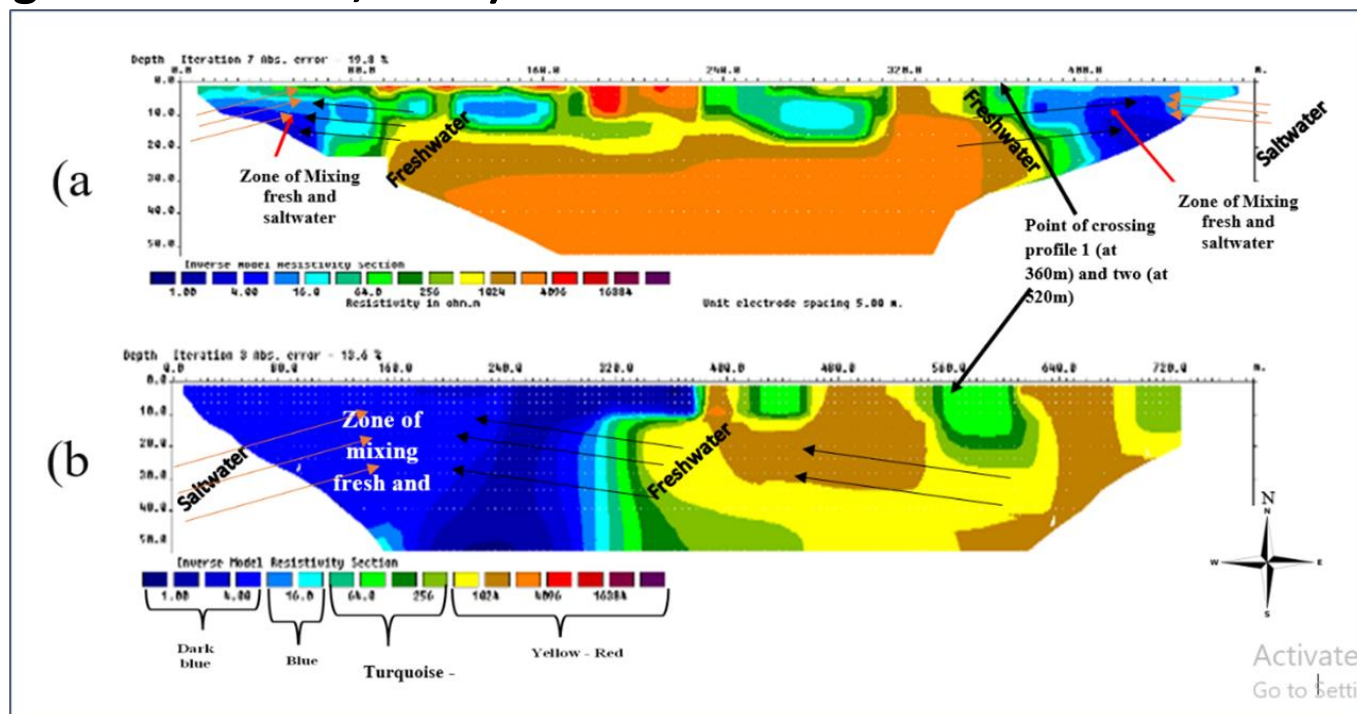 Depth Iteration 7 Abs. error - 19.8 %
0.0 80.0 160.0 240.0 320.0 400.0 m.
0.0
10.0
20.0
30.0
40.0
50.0
(a
Freshwater
Freshwater
Saltwater
Zone of Mixing
fresh and
saltwater
Zone of Mixing
fresh and
saltwater
Point of crossing
profile 1 (at
360m) and two (at
520m)
Inverse Model Resistivity Section
1.00 4.00 16.0 64.0 256 1024 4096 16384
Resistivity in ohn.m Unit electrode spacing 5.00 m.
Depth Iteration 3 Abs. error - 13.6 %
0.0 80.0 160.0 240.0 320.0 400.0 480.0 560.0 640.0 720.0 m.
0.0
10.0
20.0
30.0
40.0
50.0
(b
Saltwater
Zone of
mixing
fresh and
Freshwater
Inverse Model Resistivity Section
1.00 4.00 16.0 64.0 256 1024 4096 16384
Dark
blue
Blue
Turquoise -
Yellow - Red
N
N
W E
S
Activate
Go to Setti